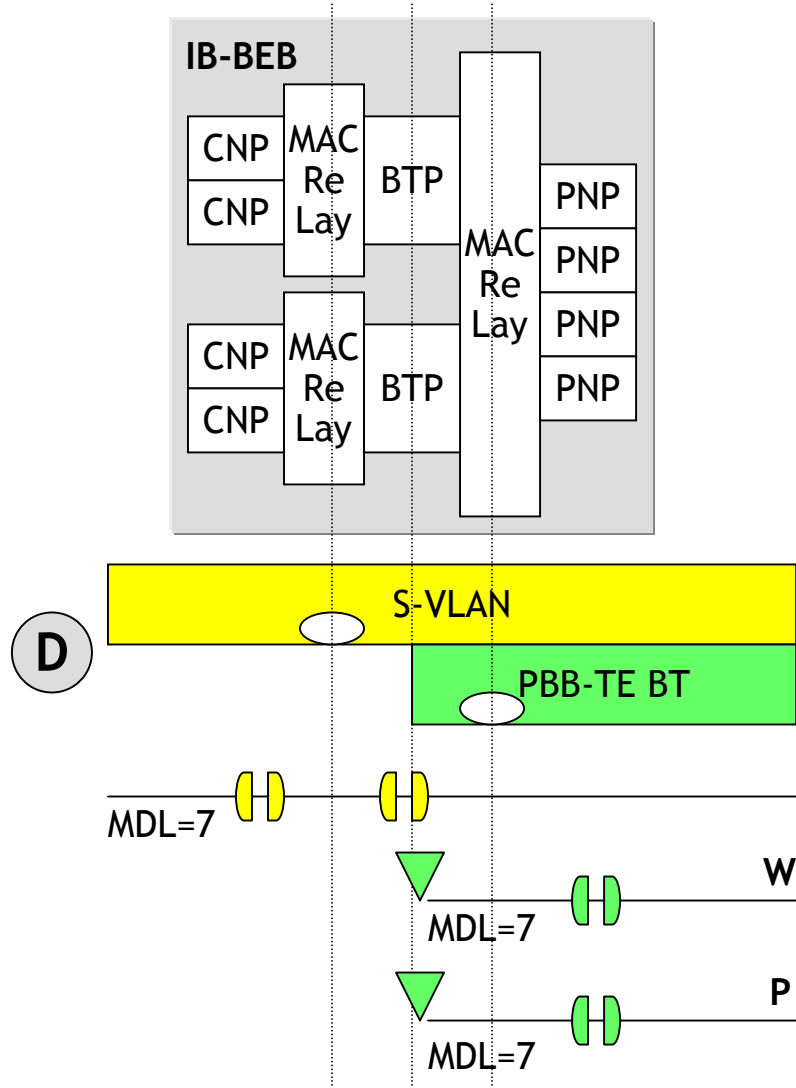 IB-BEB
CNP
CNP
MAC
Re
Lay
BTP
CNP
CNP
MAC
Re
Lay
BTP
MAC
Re
Lay
PNP
PNP
PNP
PNP
D
S-VLAN
PBB-TE BT
MDL=7
W
MDL=7
P
MDL=7